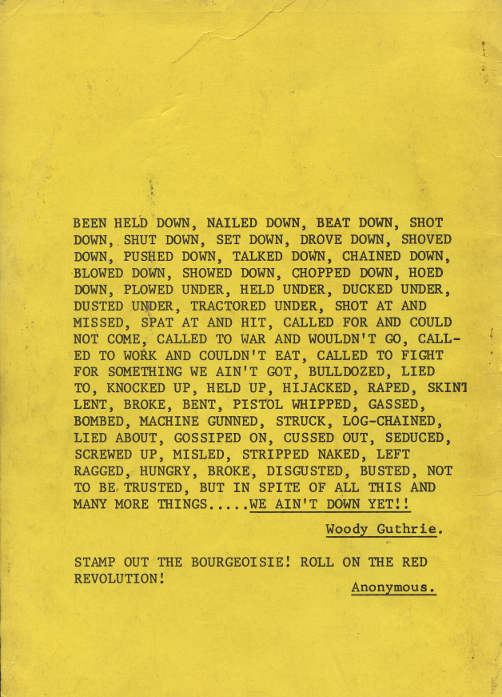 BEEN HELD DOWN, NAILED DOWN, BEAT DOWN, SHOT
DOWN, SHUT DOWN, SET DOWN, DROVE DOWN, SHOVED
DOWN, PUSHED DOWN, TALKED DOWN, CHAINED DOWN,
BLOWED DOWN, SHOWED DOWN, CHOPPED DOWN, HOED
DOWN, PLOWED UNDER, HELD UNDER, DUCKED UNDER,
DUSTED UNDER, TRACTORED UNDER, SHOT AT AND
MISSED, SPAT AT AND HIT, CALLED FOR AND COULD
NOT COME, CALLED TO WAR AND WOULDN'T GO, CALL-
ED TO WORK AND COULDN'T EAT, CALLED TO FIGHT
FOR SOMETHING WE AIN'T GOT, BULLDOZED, LIED
TO, KNOCKED UP, HELD UP, HIJACKED, RAPED, SKINT
LENT, BROKE, BENT, PISTOL WHIPPED, GASSED,
BOMBED, MACHINE GUNNED, STRUCK, LOG-CHAINED,
LIED ABOUT, GOSSIPED ON, CUSSED OUT, SEDUCED,
SCREWED UP, MISLED, STRIPPED NAKED, LEFT
RAGGED, HUNGRY, BROKE, DISGUSTED, BUSTED, NOT
TO BE TRUSTED, BUT IN SPITE OF ALL THIS AND
MANY MORE THINGS.....WE AIN'T DOWN YET!!
Woody Guthrie.
STAMP OUT THE BOURGEOISIE! ROLL ON THE RED
REVOLUTION!
Anonymous.